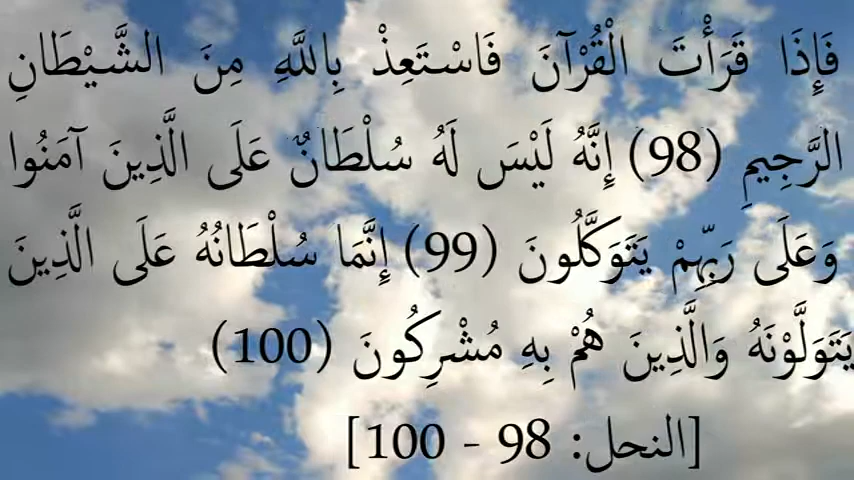 فَإِذَا قَرَأْتَ الْقُرْآنَ فَاسْتَعِذْ بِاللَّهِ مِنَ الشَّيْطَانِ
الرَّجِيمِ (98) إِنَّهُ لَيْسَ لَهُ سُلْطَانٌ عَلَى الَّذِينَ آمَنُوا
وَعَلَى رَبِّهِمْ يَتَوَكَّلُونَ (99) إِنَّمَا سُلْطَانُهُ عَلَى الَّذِينَ
يَتَوَلَّوْنَهُ وَالَّذِينَ هُمْ بِهِ مُشْرِكُونَ (100)
[النحل: 98 - 100]